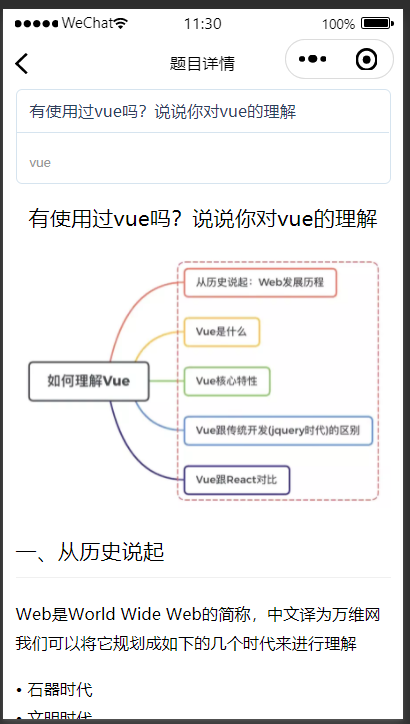 WeChat 11:30 100%
题目详情
有使用过vue吗？说说你对vue的理解
vue
有使用过vue吗？说说你对vue的理解
从历史说起：Web发展历程
Vue是什么
如何理解Vue
Vue核心特性
Vue跟传统开发(jquery时代)的区别
Vue跟React对比
一、从历史说起
Web是World Wide Web的简称，中文译为万维网
我们可以将它规划成如下的几个时代来进行理解
• 石器时代
• 文明时代